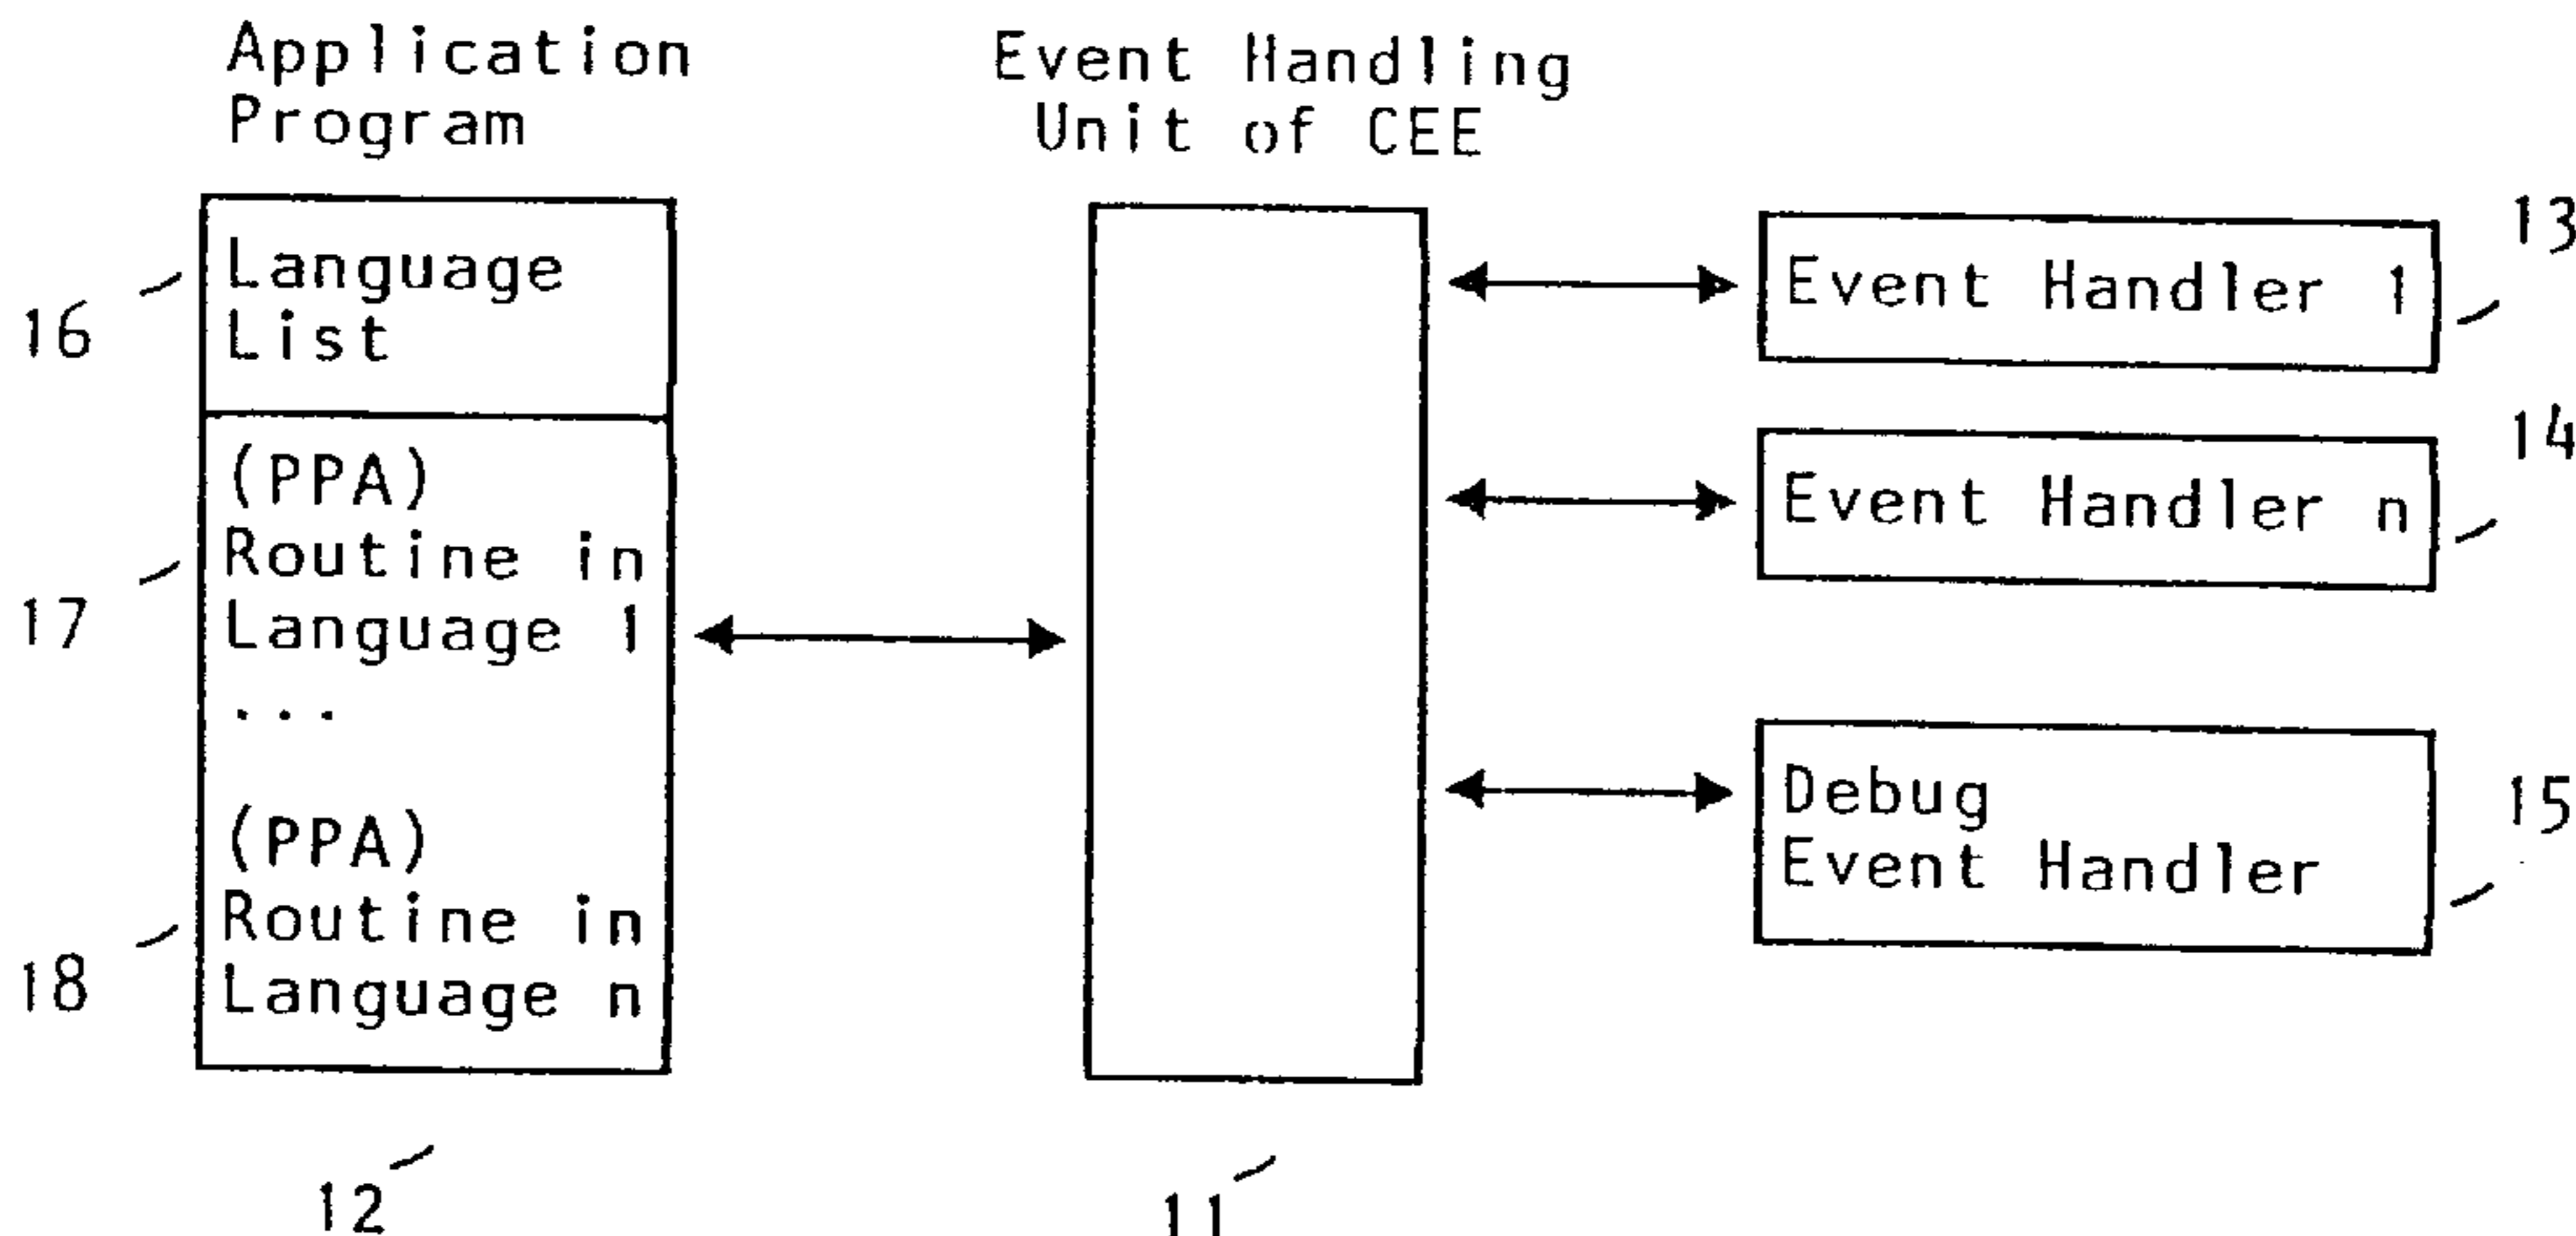 Application
Program
Event Handling
Unit of CEE
Language
List
16
(PPA)
Routine in
Language 1
...
17
(PPA)
Routine in
Language n
18
12
11
Event Handler 1
13
Event Handler n
14
Debug
Event Handler
15